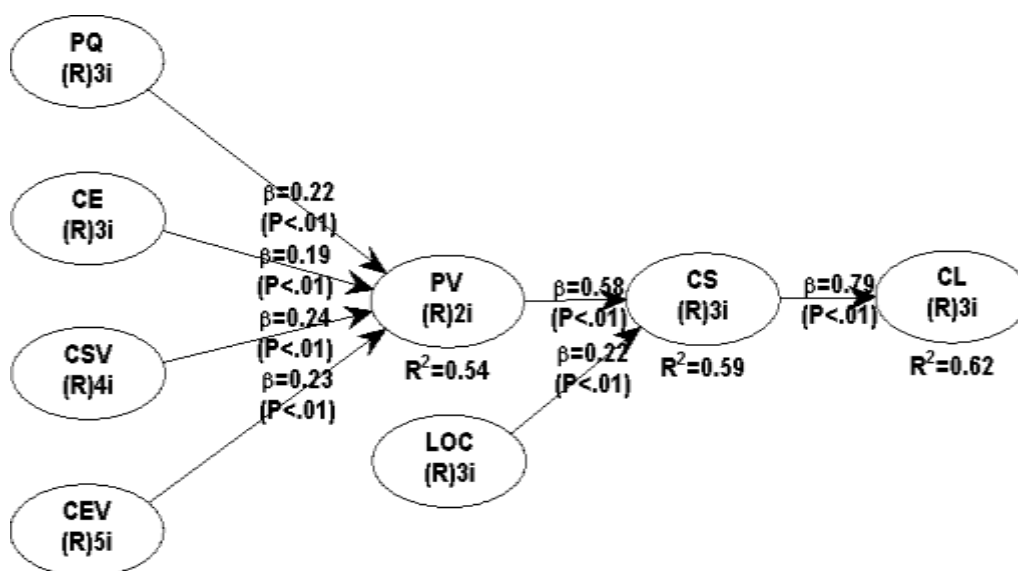 PQ
(R)3i
β=0.22
(P<.01)
CE
(R)3i
β=0.19
(P<.01)
CSV
(R)4i
β=0.24
(P<.01)
CEV
(R)5i
β=0.23
(P<.01)
PV
(R)2i
R²=0.54
β=0.58
(P<.01)
LOC
(R)3i
β=0.22
(P<.01)
CS
(R)3i
R²=0.59
β=0.79
(P<.01)
CL
(R)3i
R²=0.62